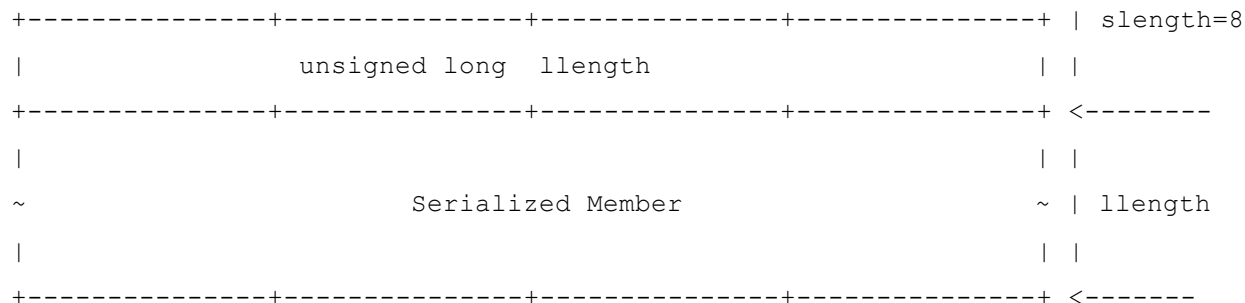 +---------------+---------------+---------------+---------------+ | slength=8
| unsigned long llength | |
+---------------+---------------+---------------+---------------+ <--------
| | |
~ Serialized Member ~ | llength
| | |
+---------------+---------------+---------------+---------------+ <-------